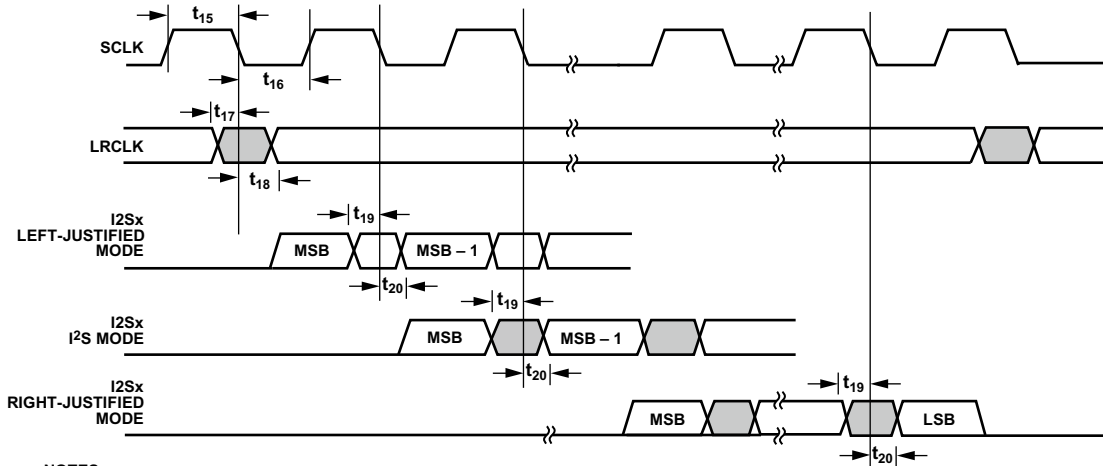 t15
SCLK
t16
t17
LRCLK
t18
I2Sx
LEFT-JUSTIFIED
MODE
t19
MSB
MSB – 1
t20
I2Sx
I2S MODE
t19
MSB
MSB – 1
t20
I2Sx
RIGHT-JUSTIFIED
MODE
t19
MSB
LSB
t20